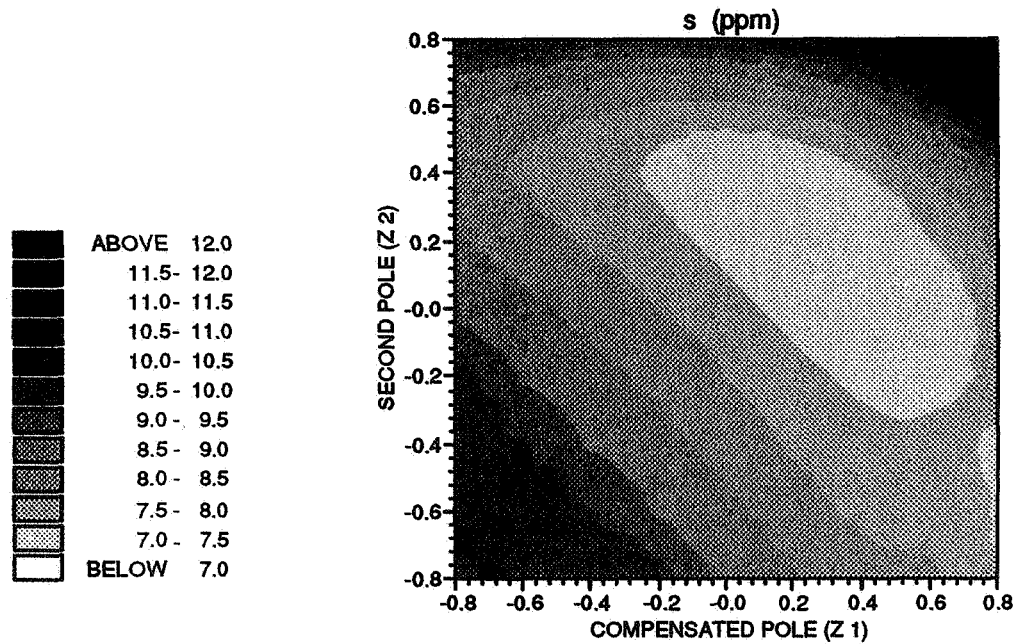 s (ppm)
0.8
0.6
0.4
0.2
-0.0
-0.2
-0.4
-0.6
-0.8
SECOND POLE (Z 2)
-0.8 -0.6 -0.4 -0.2 -0.0 0.2 0.4 0.6 0.8
COMPENSATED POLE (Z 1)
ABOVE 12.0
11.5- 12.0
11.0- 11.5
10.5- 11.0
10.0- 10.5
9.5 - 10.0
9.0 - 9.5
8.5 - 9.0
8.0 - 8.5
7.5 - 8.0
7.0 - 7.5
BELOW 7.0